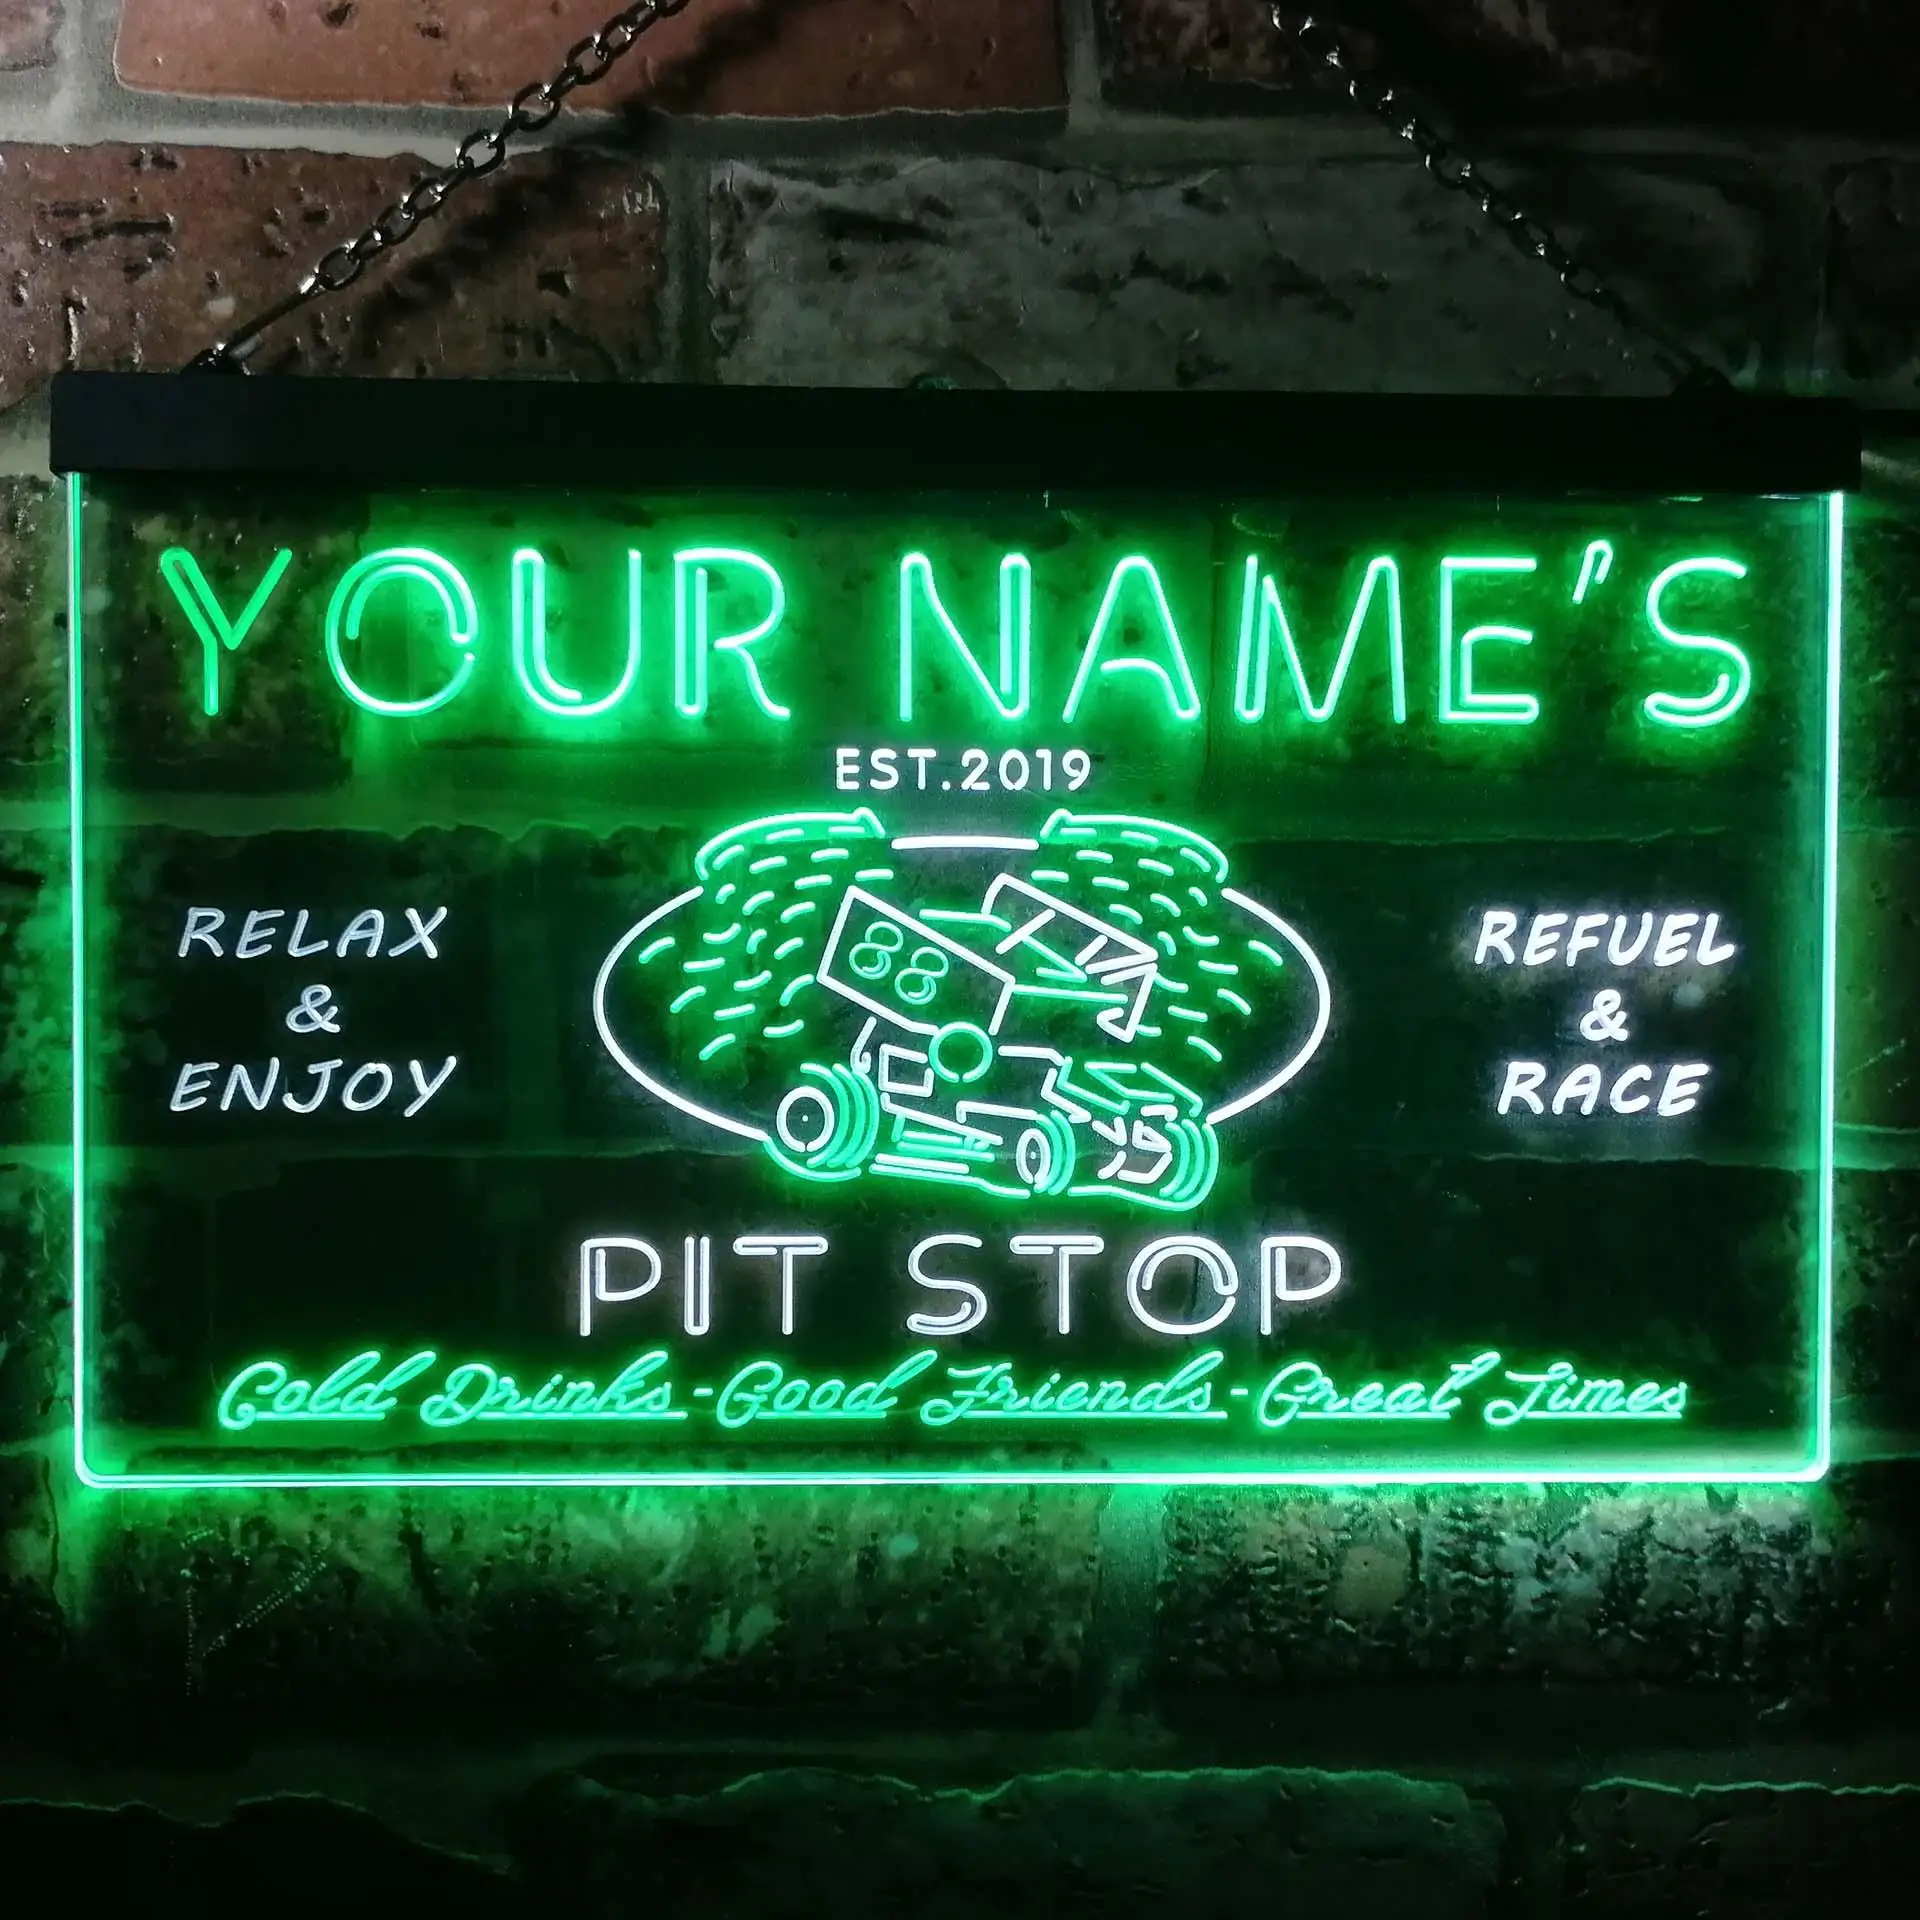 YOUR NAME'S
EST.2019
88
RELAX
&
ENJOY
REFUEL
&
RACE
PIT STOP
Cold Drinks - Good Friends - Great Times